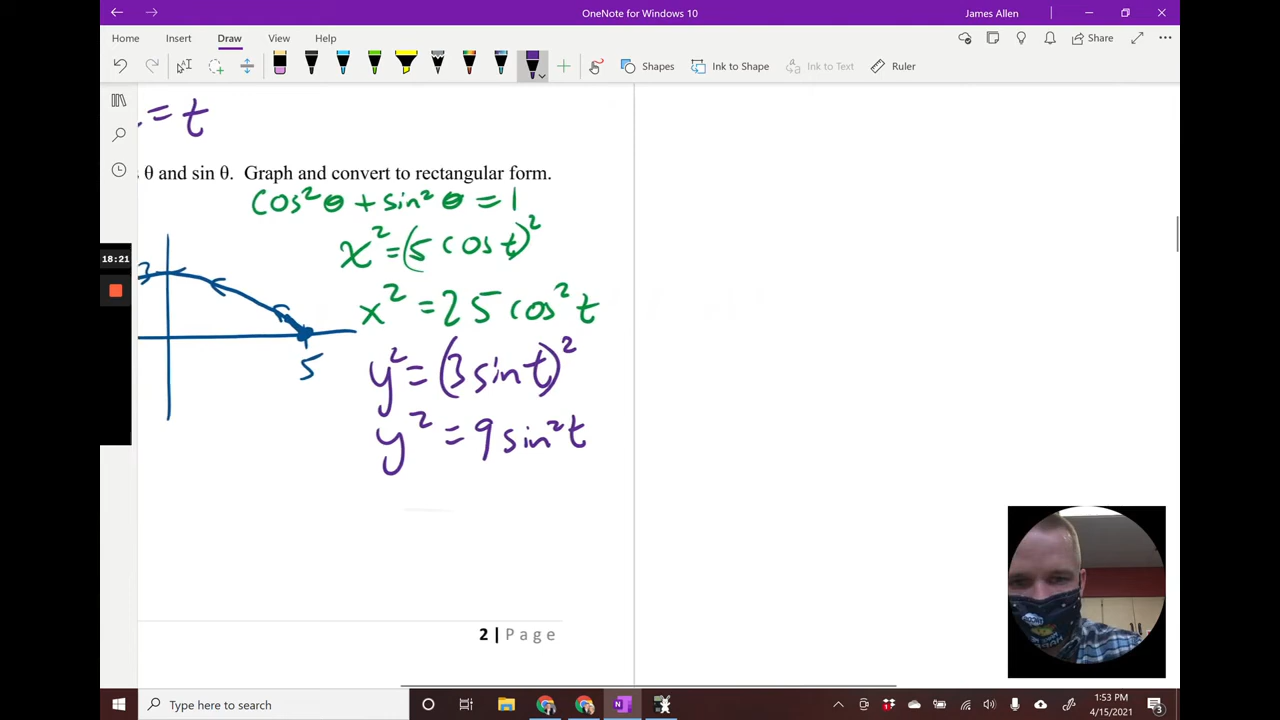 OneNote for Windows 10
James Allen
Home Insert Draw View Help
Share
Shapes Ink to Shape Ink to Text Ruler
= t
θ and sin θ. Graph and convert to rectangular form.
cos²θ + sin²θ = 1
x² = (5 cos t)²
18:21
3
x² = 25 cos² t
5
y² = (3 sin t)²
y² = 9 sin² t
2 | Page
Type here to search
1:53 PM
4/15/2021
3